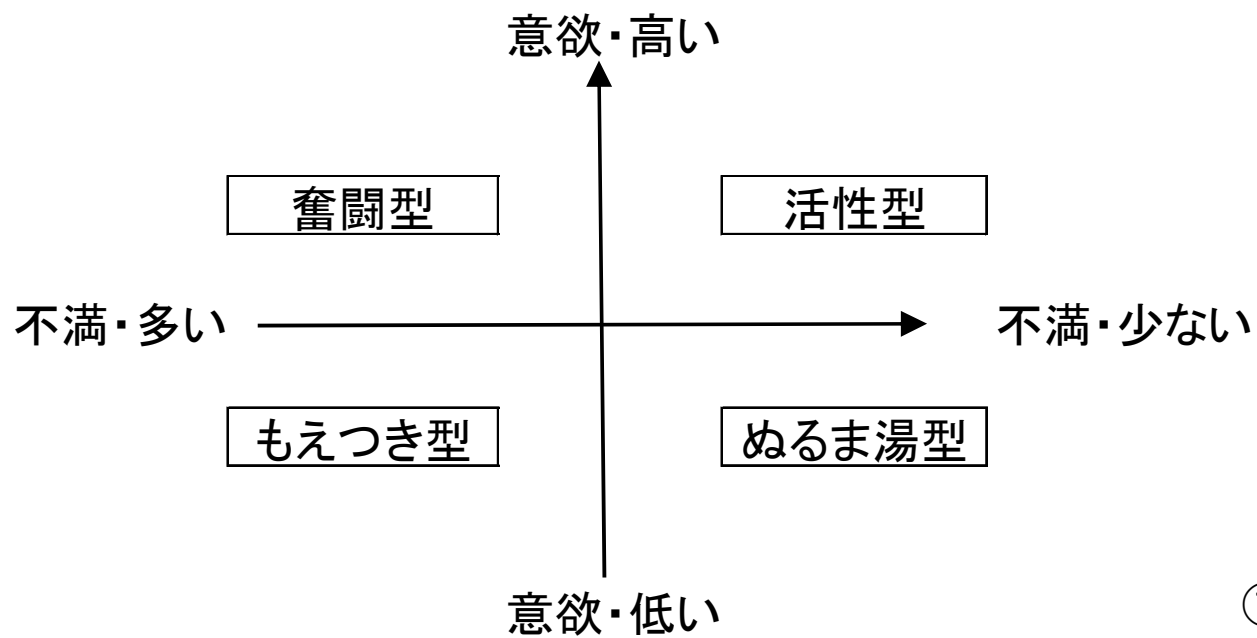 意欲・高い
奮闘型
活性型
不満・多い
不満・少ない
もえつき型
ぬるま湯型
意欲・低い